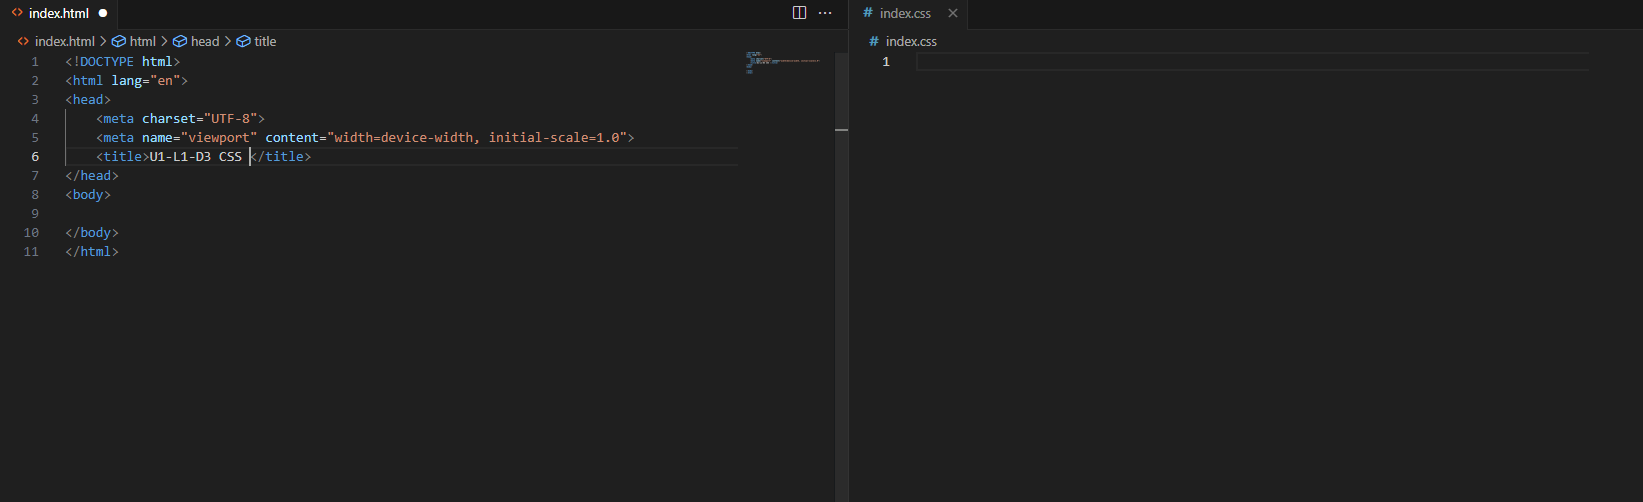 index.html
index.html > html > head > title
1 <!DOCTYPE html>
2 <html lang="en">
3 <head>
4 <meta charset="UTF-8">
5 <meta name="viewport" content="width=device-width, initial-scale=1.0">
6 <title>U1-L1-D3 CSS </title>
7 </head>
8 <body>
9
10 </body>
11 </html>
# index.css
# index.css
1